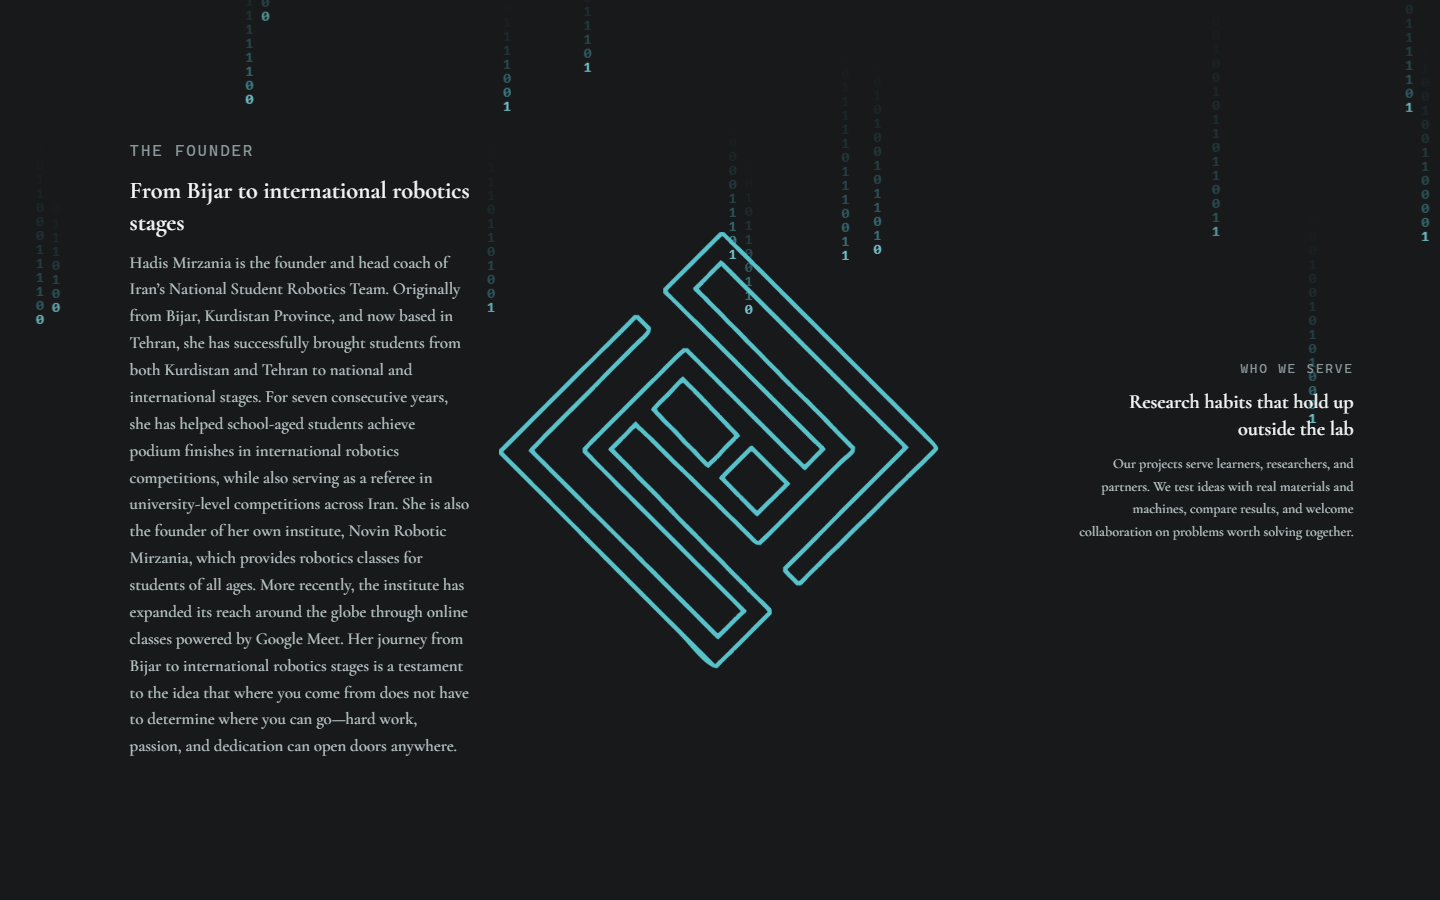 THE FOUNDER
From Bijar to international robotics
stages
Hadis Mirzania is the founder and head coach of
Iran’s National Student Robotics Team. Originally
from Bijar, Kurdistan Province, and now based in
Tehran, she has successfully brought students from
both Kurdistan and Tehran to national and
international stages. For seven consecutive years,
she has helped school-aged students achieve
podium finishes in international robotics
competitions, while also serving as a referee in
university-level competitions across Iran. She is also
the founder of her own institute, Novin Robotic
Mirzania, which provides robotics classes for
students of all ages. More recently, the institute has
expanded its reach around the globe through online
classes powered by Google Meet. Her journey from
Bijar to international robotics stages is a testament
to the idea that where you come from does not have
to determine where you can go—hard work,
passion, and dedication can open doors anywhere.
WHO WE SERVE
Research habits that hold up
outside the lab
Our projects serve learners, researchers, and
partners. We test ideas with real materials and
machines, compare results, and welcome
collaboration on problems worth solving together.